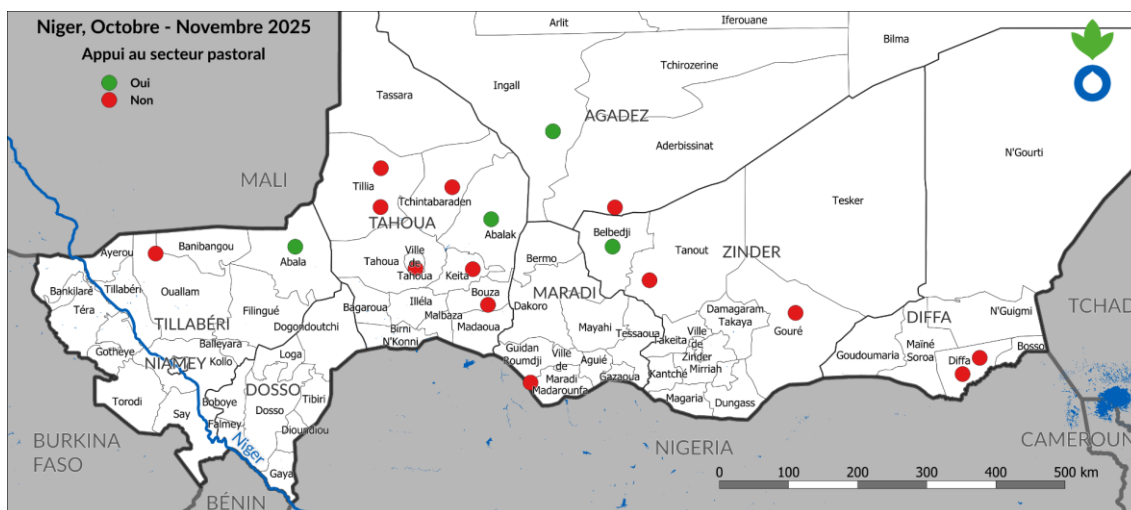 Niger, Octobre - Novembre 2025
Appui au secteur pastoral
Oui
Non
Arlit
Iferouane
Bilma
Tchirozerine
Ingall
Tassara
AGADEZ
Aderbissinat
N'Gourti
MALI
Tillia
Tchintabaraden
Tesker
TAHOUA
Abalak
Belbedji
Tanout
ZINDER
Ayerou
Banibangou
Abala
Tahoua
Ville
de
Tahoua
Keita
Bermo
Bankilaré
Tillabéri
Ouallam
Téra
Filingué
Bagaroua
Illéla
Bouza
Malbaza
Dakoro
MARADI
TCHAD
Damagaram
Takaya
Gouré
DIFFA
N'Guigmi
TILLABÉRI
Dogondoutchi
Birni
N'Konni
Madaoua
Mayahi
Tessaoua
Takeita
Ville
de
Zinder
Mirriah
Goudoumaria
Maïné
Soroa
Diffa
Bosso
Gotheye
Balleyara
NIAMEY
Kollo
Loga
Guidan
Roumdji
Ville
de
Maradi
Aguié
Gazaoua
Kantché
Madarounfa
Magaria
Dungass
Torodi
Say
Boboye
DOSSO
Dosso
Tibiri
Falmey
Dioundiou
Gaya
Niger
BURKINA
FASO
BÉNIN
NIGERIA
CAMEROUN
0 100 200 300 400 500 km